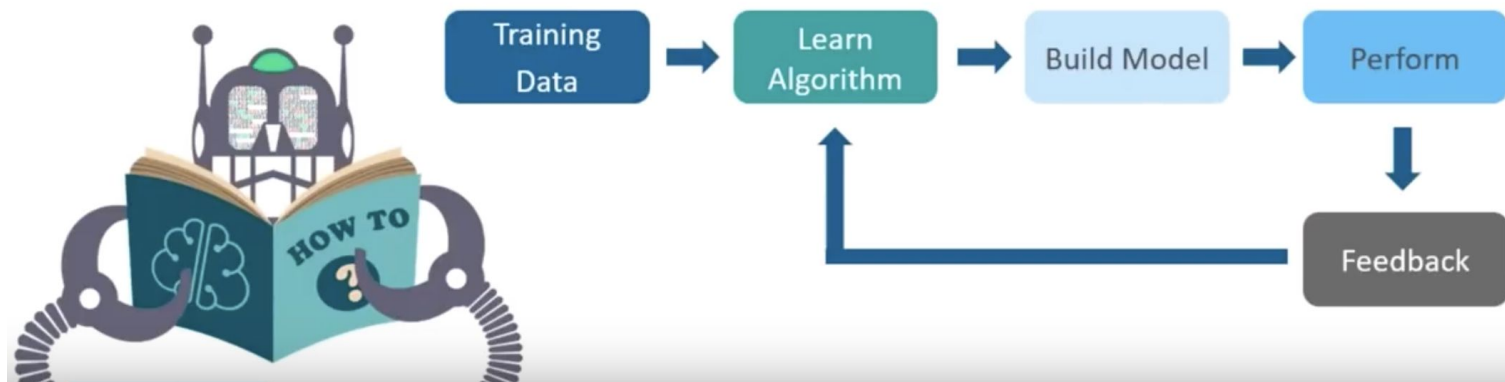 Training
Data
Learn
Algorithm
Build Model
Perform
Feedback
HOW TO
?